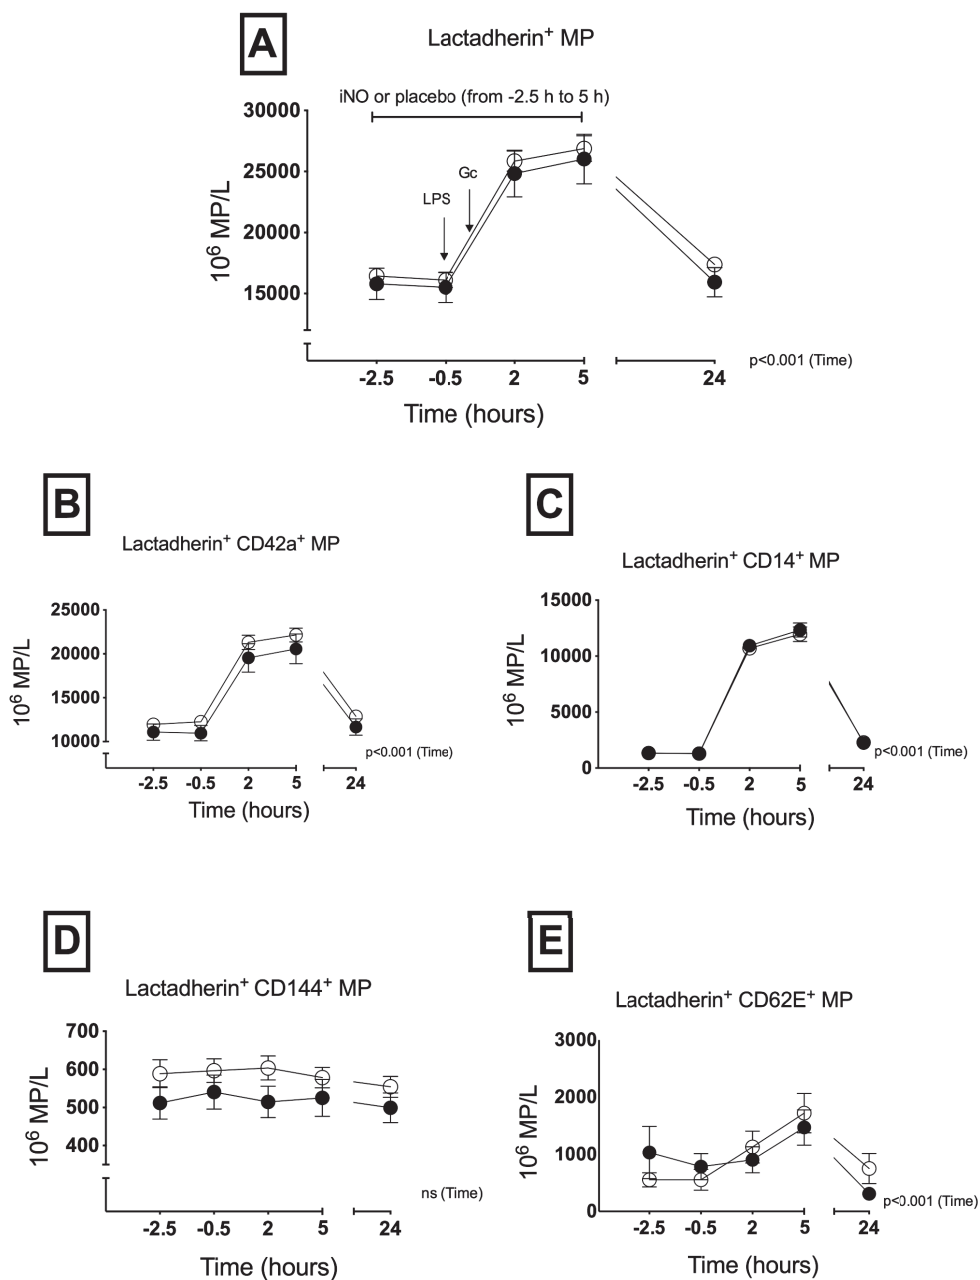 A
Lactadherin⁺ MP
iNO or placebo (from -2.5 h to 5 h)
30000
25000
20000
15000
10⁶ MP/L
LPS
Gc
-2.5 -0.5 2 5 24
p<0.001 (Time)
Time (hours)
B
Lactadherin⁺ CD42a⁺ MP
25000
20000
15000
10000
10⁶ MP/L
p<0.001 (Time)
-2.5 -0.5 2 5 24
Time (hours)
C
Lactadherin⁺ CD14⁺ MP
15000
10000
5000
0
10⁶ MP/L
p<0.001 (Time)
-2.5 -0.5 2 5 24
Time (hours)
D
Lactadherin⁺ CD144⁺ MP
700
600
500
400
10⁶ MP/L
ns (Time)
-2.5 -0.5 2 5 24
Time (hours)
E
Lactadherin⁺ CD62E⁺ MP
3000
2000
1000
0
10⁶ MP/L
p<0.001 (Time)
-2.5 -0.5 2 5 24
Time (hours)